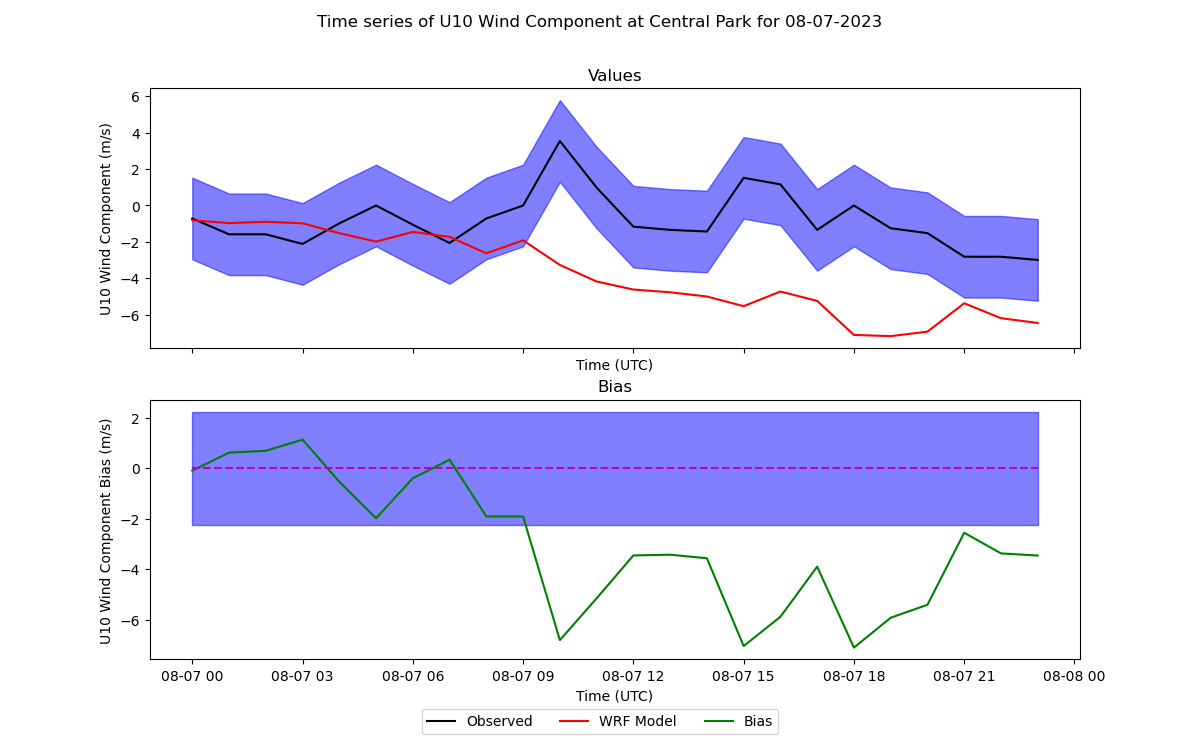 Time series of U10 Wind Component at Central Park for 08-07-2023
Values
U10 Wind Component (m/s)
6
4
2
0
−2
−4
−6
Time (UTC)
Bias
U10 Wind Component Bias (m/s)
2
0
−2
−4
−6
08-07 00 08-07 03 08-07 06 08-07 09 08-07 12 08-07 15 08-07 18 08-07 21 08-08 00
Time (UTC)
Observed WRF Model Bias